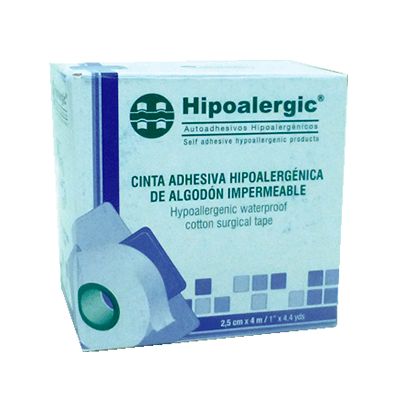 Hipoalergic®
Autoadhesivos Hipoalergénicos
Self adhesive hypoallergenic products
CINTA ADHESIVA HIPOALERGÉNICA
DE ALGODÓN IMPERMEABLE
Hypoallergenic waterproof
cotton surgical tape
2,5 cm x 4 m / 1" x 4.4 yds